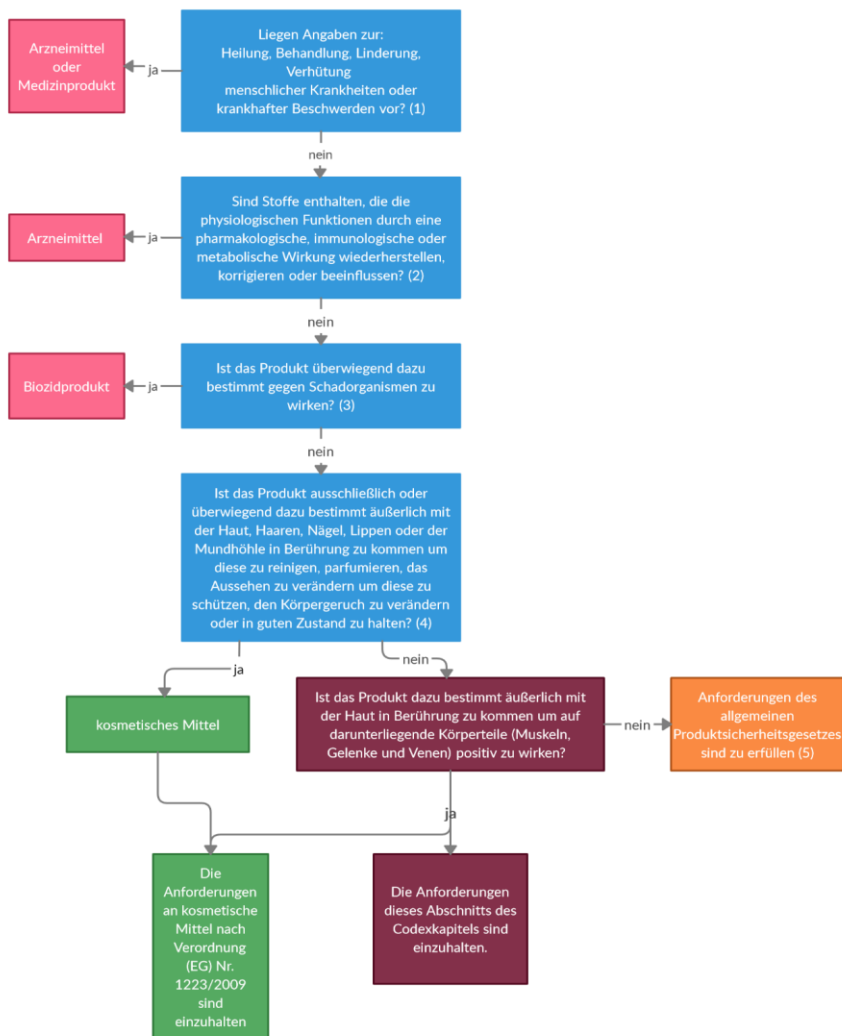 Liegen Angaben zur:
Heilung, Behandlung, Linderung,
Verhütung
menschlicher Krankheiten oder
krankhafter Beschwerden vor? (1)
ja
Arzneimittel
oder
Medizinprodukt
nein
Sind Stoffe enthalten, die die
physiologischen Funktionen durch eine
pharmakologische, immunologische oder
metabolische Wirkung wiederherstellen,
korrigieren oder beeinflussen? (2)
ja
Arzneimittel
nein
Ist das Produkt überwiegend dazu
bestimmt gegen Schadorganismen zu
wirken? (3)
ja
Biozidprodukt
nein
Ist das Produkt ausschließlich oder
überwiegend dazu bestimmt äußerlich mit
der Haut, Haaren, Nägel, Lippen oder der
Mundhöhle in Berührung zu kommen um
diese zu reinigen, parfumieren, das
Aussehen zu verändern um diese zu
schützen, den Körpergeruch zu verändern
oder in guten Zustand zu halten? (4)
ja
nein
kosmetisches Mittel
Ist das Produkt dazu bestimmt äußerlich mit
der Haut in Berührung zu kommen um auf
darunterliegende Körperteile (Muskeln,
Gelenke und Venen) positiv zu wirken?
nein
Anforderungen des
allgemeinen
Produktsicherheitsgesetzes
sind zu erfüllen (5)
ja
Die
Anforderungen
an kosmetische
Mittel nach
Verordnung
(EG) Nr.
1223/2009
sind
einzuhalten
Die Anforderungen
dieses Abschnitts des
Codexkapitels sind
einzuhalten.